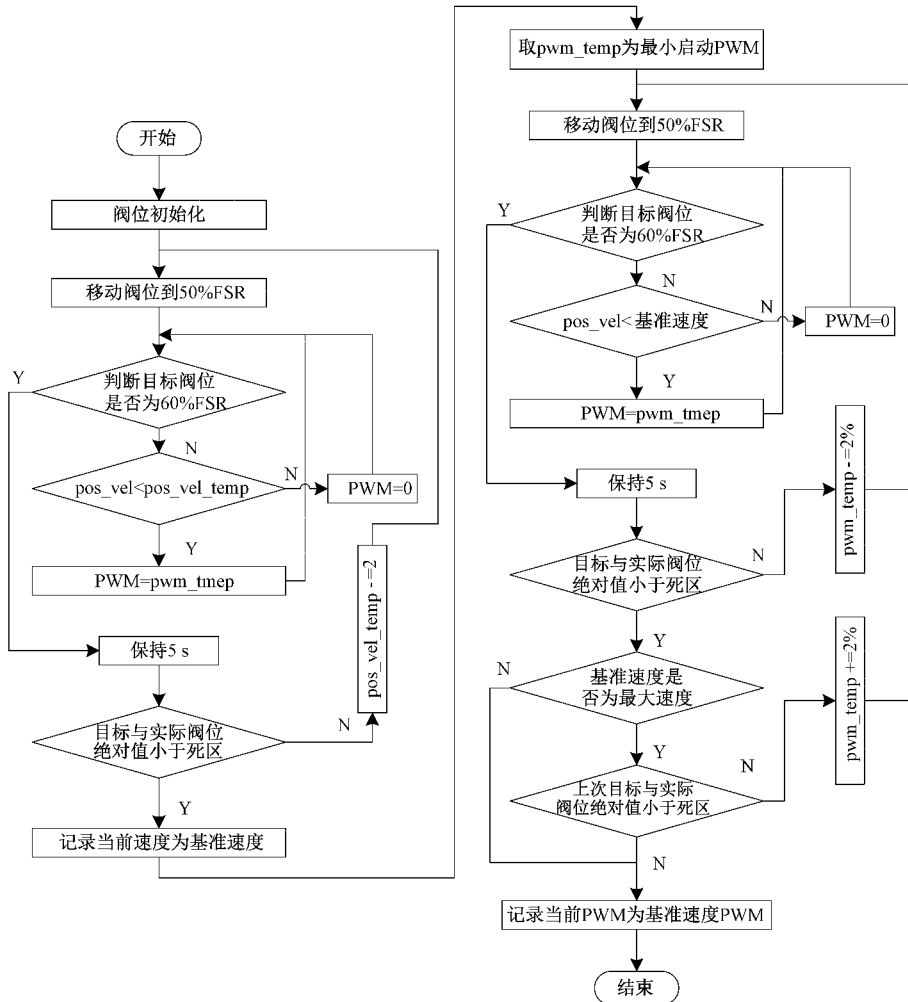 开始
阀位初始化
移动阀位到50%FSR
判断目标阀位
是否为60%FSR
Y
N
pos_vel<pos_vel_temp
N
PWM=0
Y
PWM=pwm_tmep
pos_vel_temp - =2
保持5 s
目标与实际阀位
绝对值小于死区
N
Y
记录当前速度为基准速度
取pwm_temp为最小启动PWM
移动阀位到50%FSR
Y
判断目标阀位
是否为60%FSR
N
pos_vel<基准速度
N
PWM=0
Y
PWM=pwm_tmep
保持5 s
pwm_temp - =2%
目标与实际阀位
绝对值小于死区
N
Y
N
基准速度是
否为最大速度
pwm_temp +=2%
Y
N
上次目标与实际
阀位绝对值小于死区
N
记录当前PWM为基准速度PWM
结束